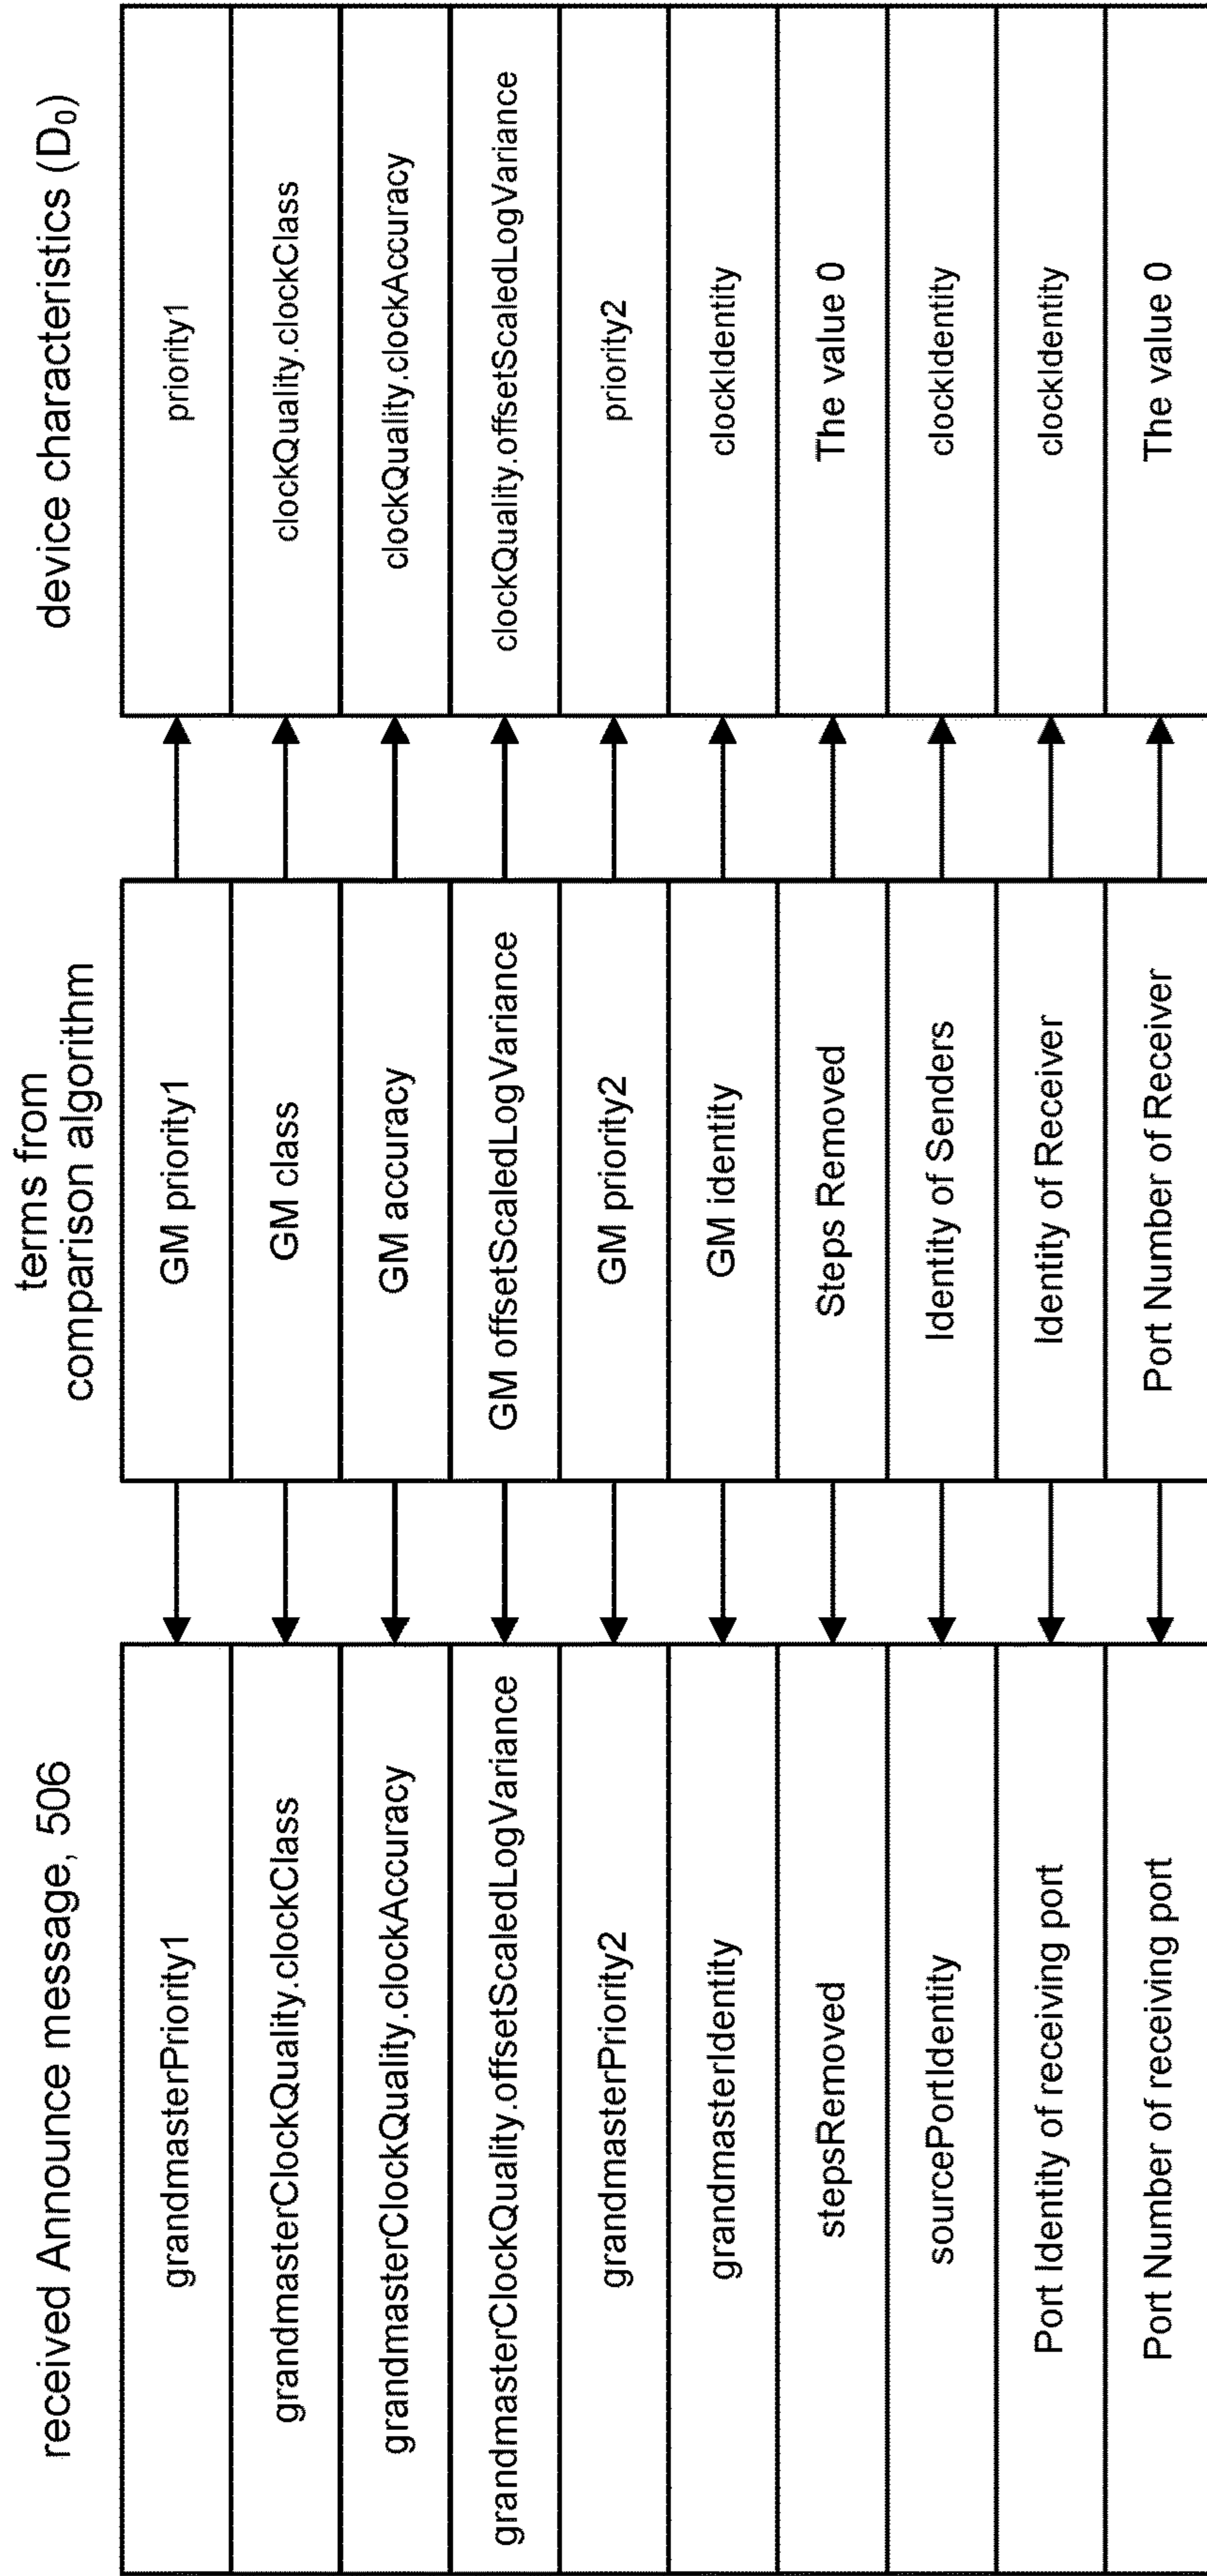 received Announce message, 506
grandmasterPriority1
grandmasterClockQuality.clockClass
grandmasterClockQuality.clockAccuracy
grandmasterClockQuality.offsetScaledLogVariance
grandmasterPriority2
grandmasterIdentity
stepsRemoved
sourcePortIdentity
Port Identity of receiving port
Port Number of receiving port
terms from
comparison algorithm
GM priority1
GM class
GM accuracy
GM offsetScaledLogVariance
GM priority2
GM identity
Steps Removed
Identity of Senders
Identity of Receiver
Port Number of Receiver
device characteristics (D₀)
priority1
clockQuality.clockClass
clockQuality.clockAccuracy
clockQuality.offsetScaledLogVariance
priority2
clockIdentity
The value 0
clockIdentity
clockIdentity
The value 0